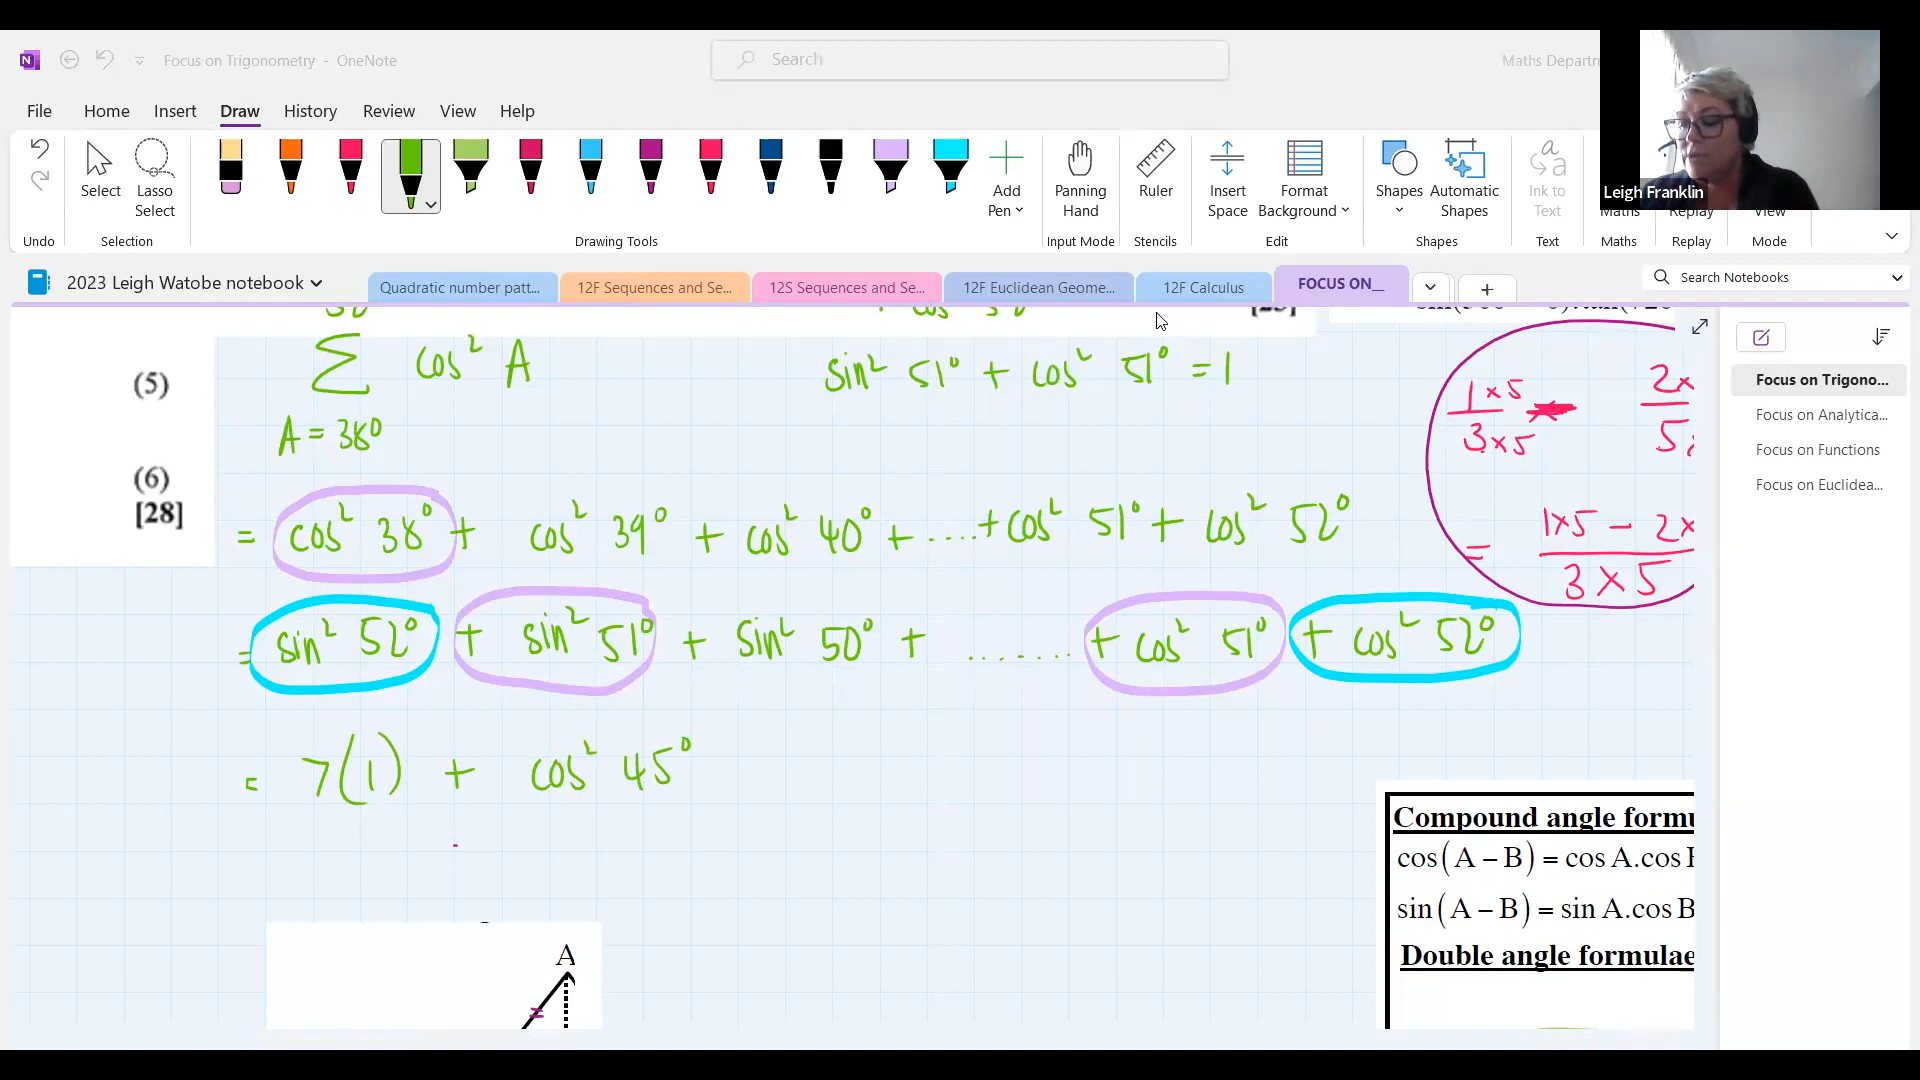 Focus on Trigonometry - OneNote
Search
Maths Departm
File Home Insert Draw History Review View Help
Undo
Select
Lasso Select
Selection
Drawing Tools
Add Pen
Panning Hand
Input Mode
Ruler
Stencils
Insert Space
Format Background
Edit
Shapes
Automatic Shapes
Shapes
Ink to Text
Text
Maths
Maths
Replay
Replay
View
Mode
Leigh Franklin
2023 Leigh Watobe notebook
Quadratic number patt...
12F Sequences and Se...
12S Sequences and Se...
12F Euclidean Geome...
12F Calculus
FOCUS ON_
+
Search Notebooks
Focus on Trigono...
Focus on Analytica...
Focus on Functions
Focus on Euclidea...
(5)
(6)
[28]
∑ cos² A
A = 38°
sin² 51° + cos² 51° = 1
= cos² 38° + cos² 39° + cos² 40° + .... + cos² 51° + cos² 52°
= sin² 52° + sin² 51° + sin² 50° + ....... + cos² 51° + cos² 52°
= 7(1) + cos² 45°
1×5
3×5
2×
5×
= 1×5 - 2×
3×5
A
Compound angle formu
cos(A − B) = cos A.cos B
sin(A − B) = sin A.cos B
Double angle formulae